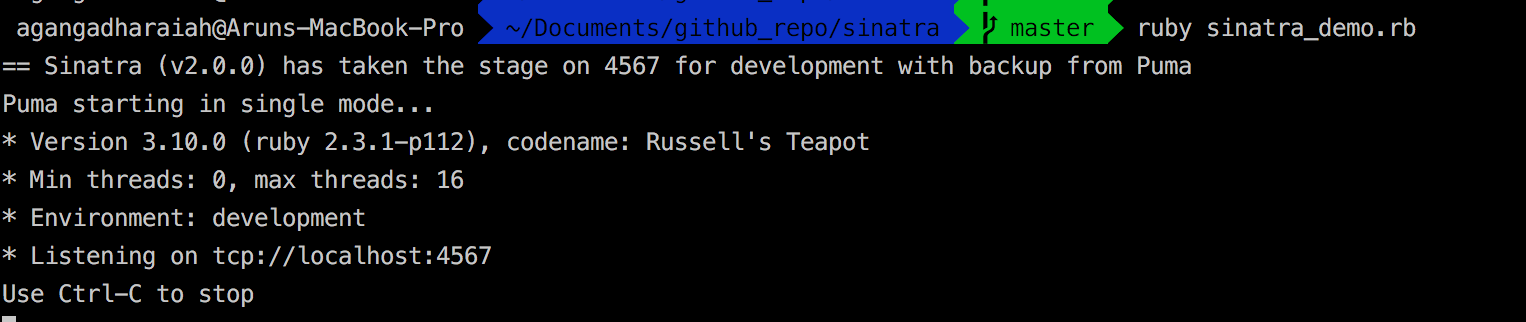 agangadharaiah@Aruns-MacBook-Pro ~/Documents/github_repo/sinatra master ruby sinatra_demo.rb
== Sinatra (v2.0.0) has taken the stage on 4567 for development with backup from Puma
Puma starting in single mode...
* Version 3.10.0 (ruby 2.3.1-p112), codename: Russell's Teapot
* Min threads: 0, max threads: 16
* Environment: development
* Listening on tcp://localhost:4567
Use Ctrl-C to stop